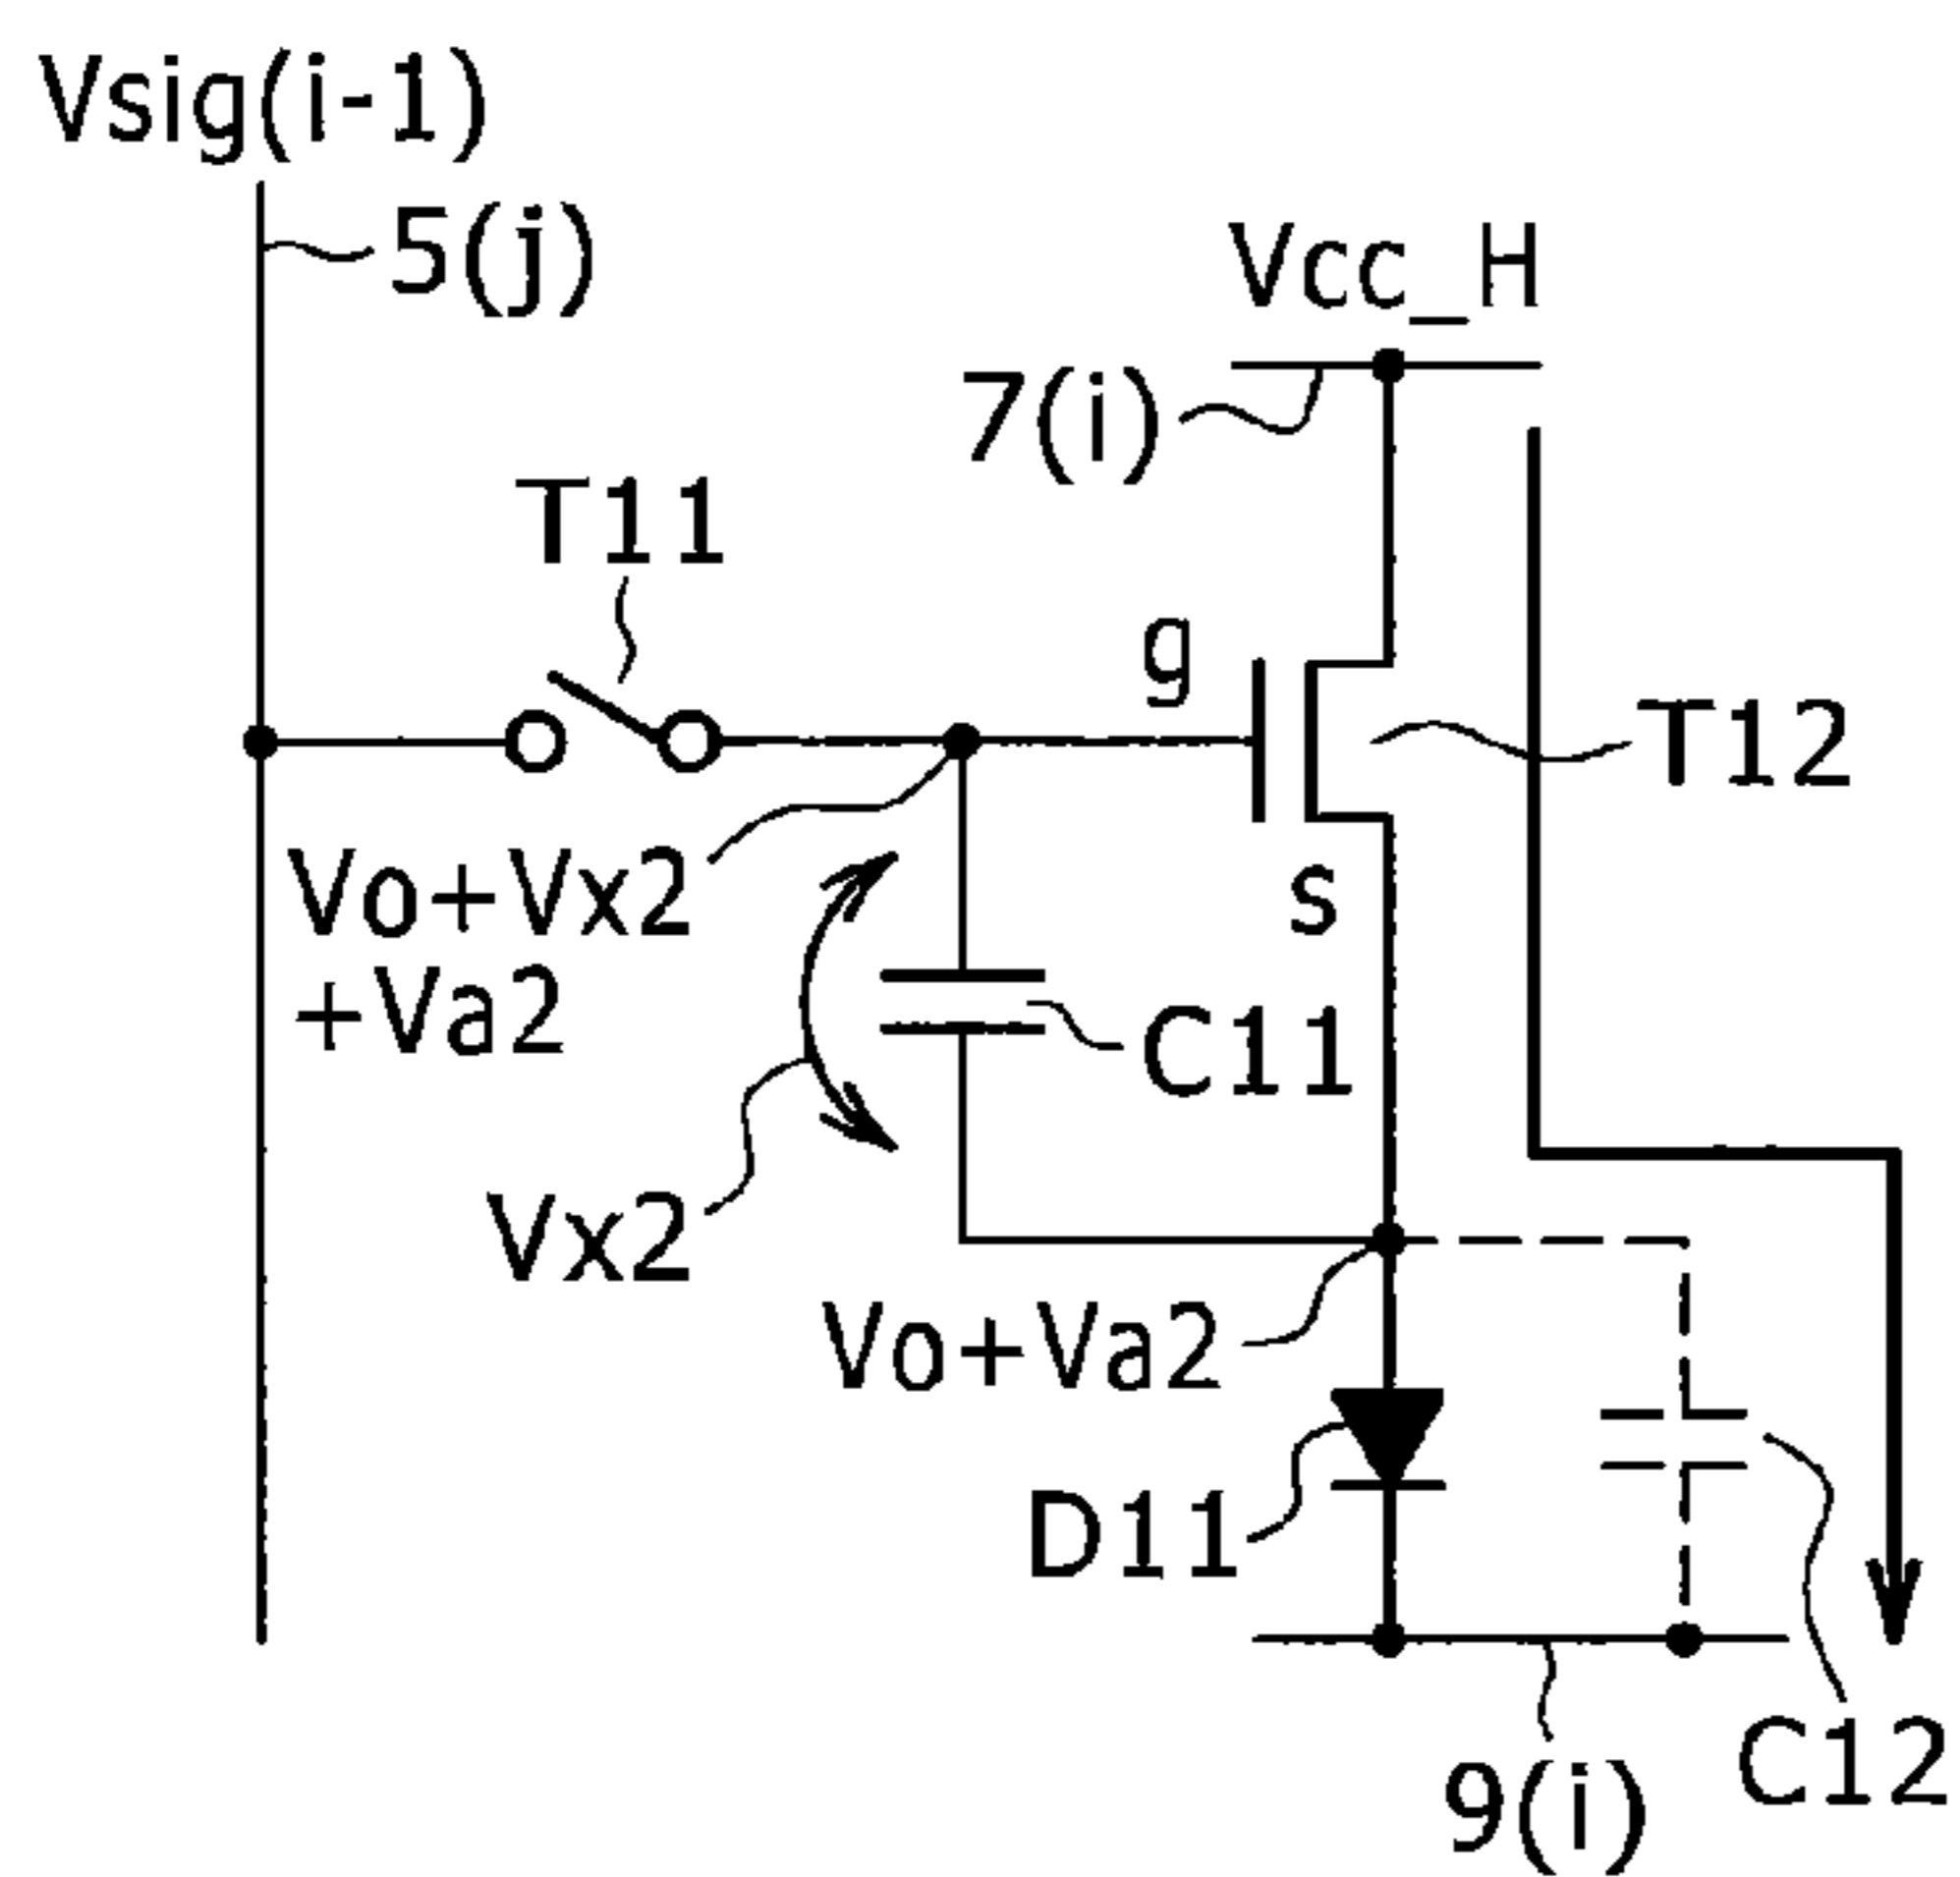 Vsig(i-1)
5(j)
Vcc_H
7(i)
T11
g
T12
Vo+Vx2
+Va2
s
C11
Vx2
Vo+Va2
D11
C12
9(i)